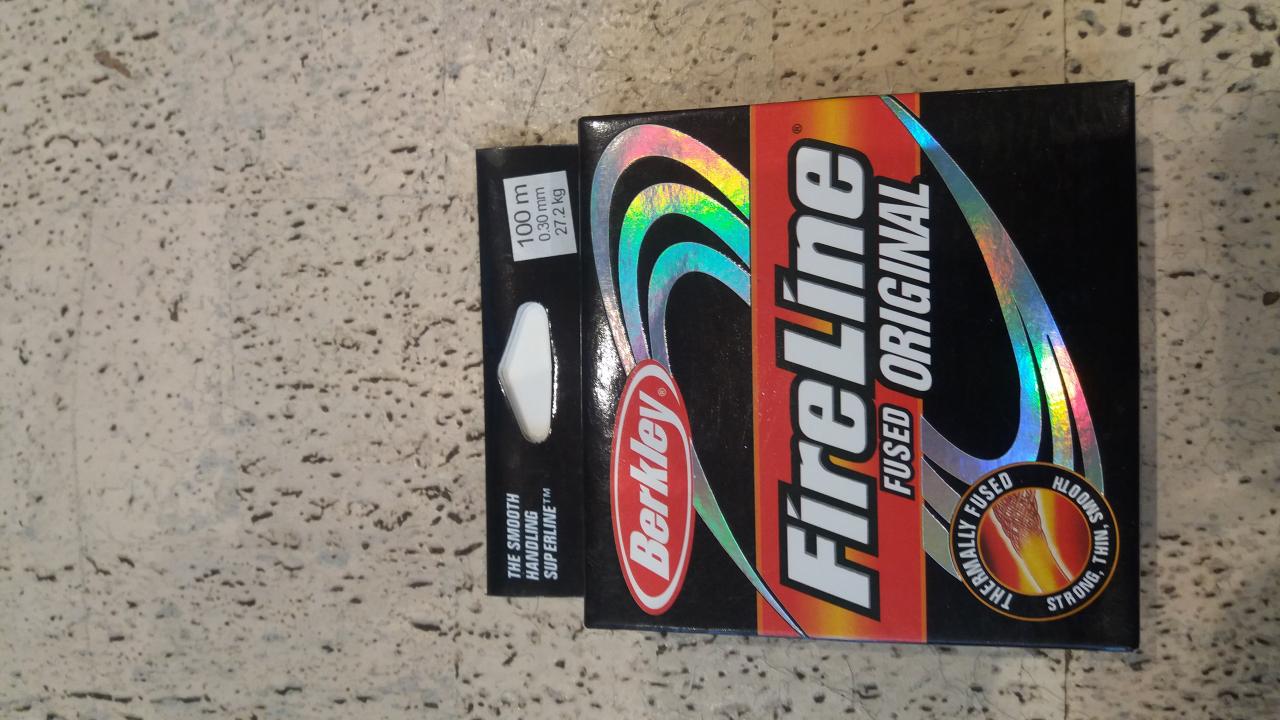 THE SMOOTH
HANDLING
SUPERLINE™
100 m
0.30 mm
27.2 kg
Berkley®
FireLine®
FUSED ORIGINAL
THERMALLY FUSED
STRONG, THIN, SMOOTH